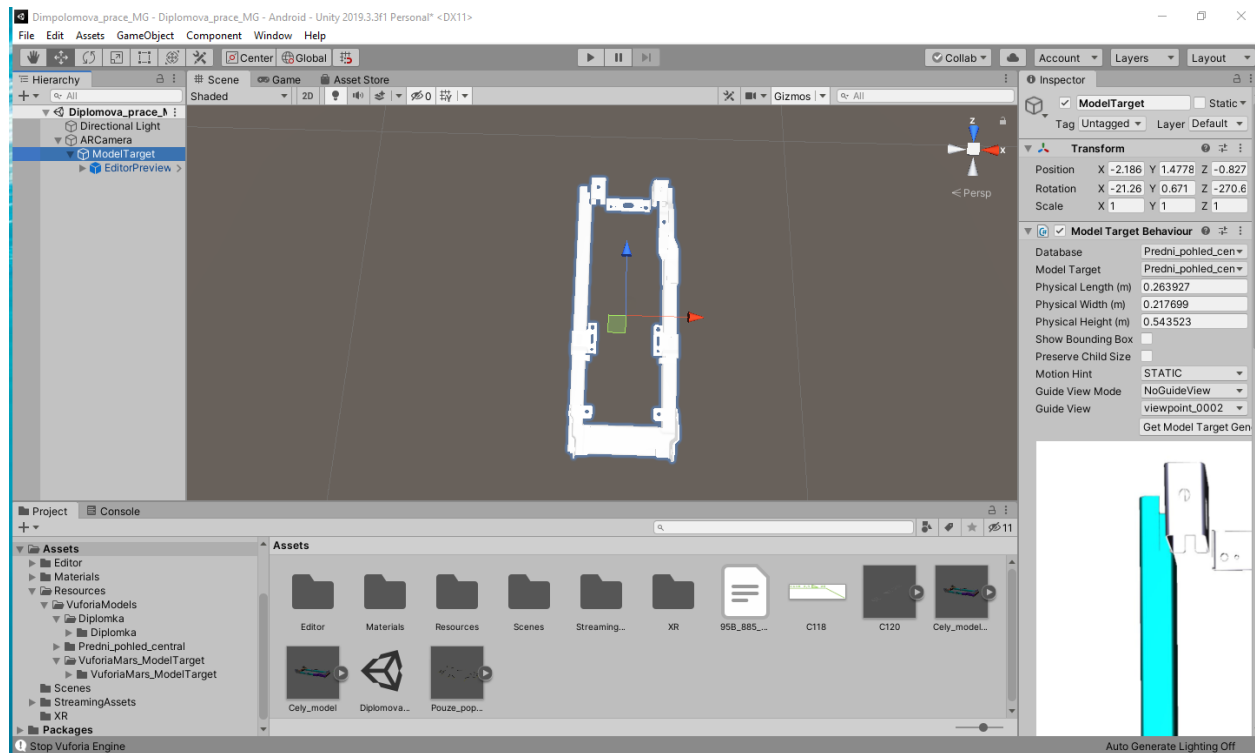 Dimpolomova_prace_MG - Diplomova_prace_MG - Android - Unity 2019.3.3f1 Personal* <DX11>
File Edit Assets GameObject Component Window Help
Center Global Collab Account Layers Layout
Hierarchy
All
Diplomova_prace_M
Directional Light
ARCamera
ModelTarget
EditorPreview
Scene Game Asset Store
Shaded 2D 0 Gizmos All
z
x
Persp
Inspector
ModelTarget Static
Tag Untagged Layer Default
Transform
Position X -2.186 Y 1.4778 Z -0.827
Rotation X -21.26 Y 0.671 Z -270.6
Scale X 1 Y 1 Z 1
Model Target Behaviour
Database Predni_pohled_cen
Model Target Predni_pohled_cen
Physical Length (m) 0.263927
Physical Width (m) 0.217699
Physical Height (m) 0.543523
Show Bounding Box
Preserve Child Size
Motion Hint STATIC
Guide View Mode NoGuideView
Guide View viewpoint_0002
Get Model Target Gen
Project Console
11
Assets
Editor
Materials
Resources
VuforiaModels
Diplomka
Diplomka
Predni_pohled_central
VuforiaMars_ModelTarget
VuforiaMars_ModelTarget
Scenes
StreamingAssets
XR
Packages
Assets
Editor Materials Resources Scenes Streaming... XR 95B_885_... C118 C120 Cely_model...
Cely_model Diplomova... Pouze_pop...
Stop Vuforia Engine
Auto Generate Lighting Off